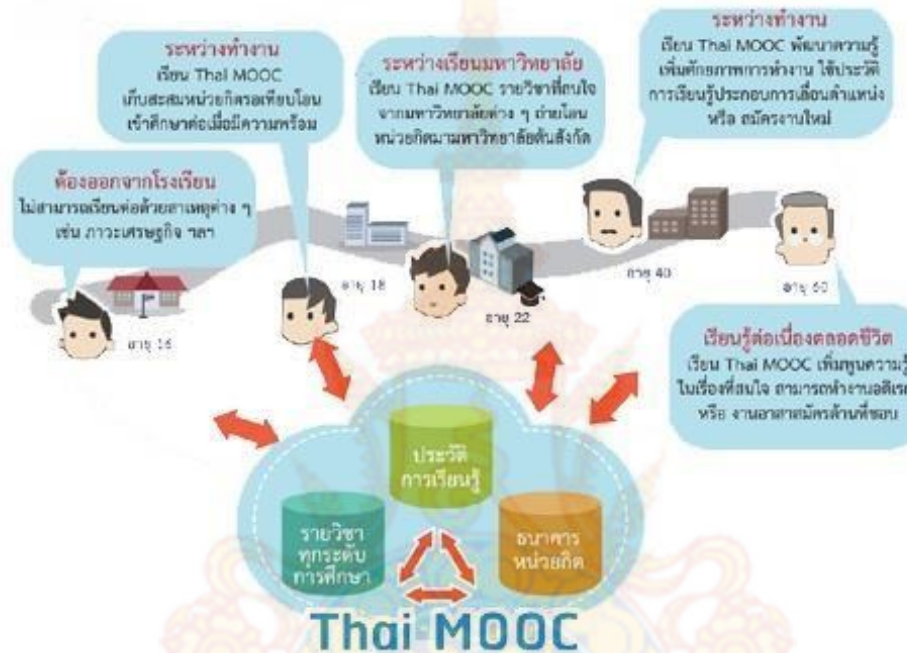 ระหว่างทำงาน
เรียน Thai MOOC
เก็บสะสมหน่วยกิตรอเทียบโอน
เข้าศึกษาต่อเมื่อมีความพร้อม
ระหว่างเรียนมหาวิทยาลัย
เรียน Thai MOOC รายวิชาที่สนใจ
จากมหาวิทยาลัยต่าง ๆ ถ่ายโอน
หน่วยกิตมามหาวิทยาลัยต้นสังกัด
ระหว่างทำงาน
เรียน Thai MOOC พัฒนาความรู้
เพิ่มศักยภาพการทำงาน ใช้ประวัติ
การเรียนรู้ประกอบการเลื่อนตำแหน่ง
หรือ สมัครงานใหม่
ต้องออกจากโรงเรียน
ไม่สามารถเรียนต่อด้วยสาเหตุต่าง ๆ
เช่น ภาวะเศรษฐกิจ ฯลฯ
อายุ 16
อายุ 18
อายุ 22
อายุ 40
อายุ 60
เรียนรู้ต่อเนื่องตลอดชีวิต
เรียน Thai MOOC เพิ่มพูนความรู้
ในเรื่องที่สนใจ สามารถทำงานอดิเรก
หรือ งานอาสาสมัครด้านที่ชอบ
ประวัติ
การเรียนรู้
รายวิชา
ทุกระดับ
การศึกษา
ธนาคาร
หน่วยกิต
Thai MOOC